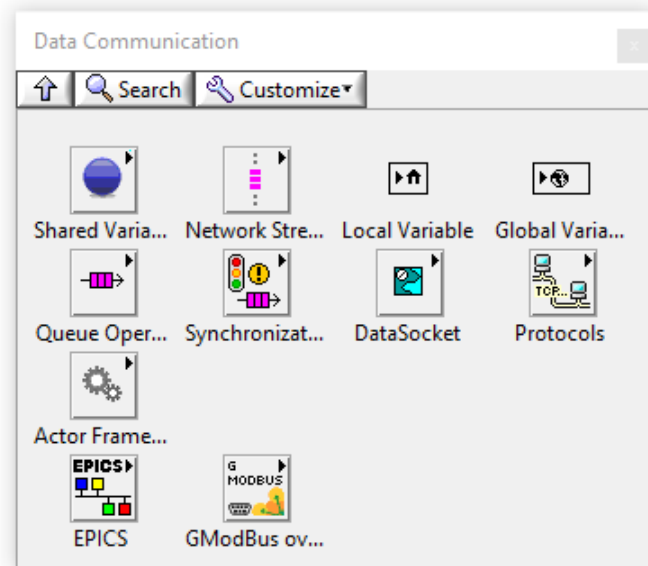 Data Communication
x
Search Customize
Shared Varia... Network Stre... Local Variable Global Varia...
TCP...
Queue Oper... Synchronizat... DataSocket Protocols
Actor Frame...
EPICS G
MODBUS
EPICS GModBus ov...